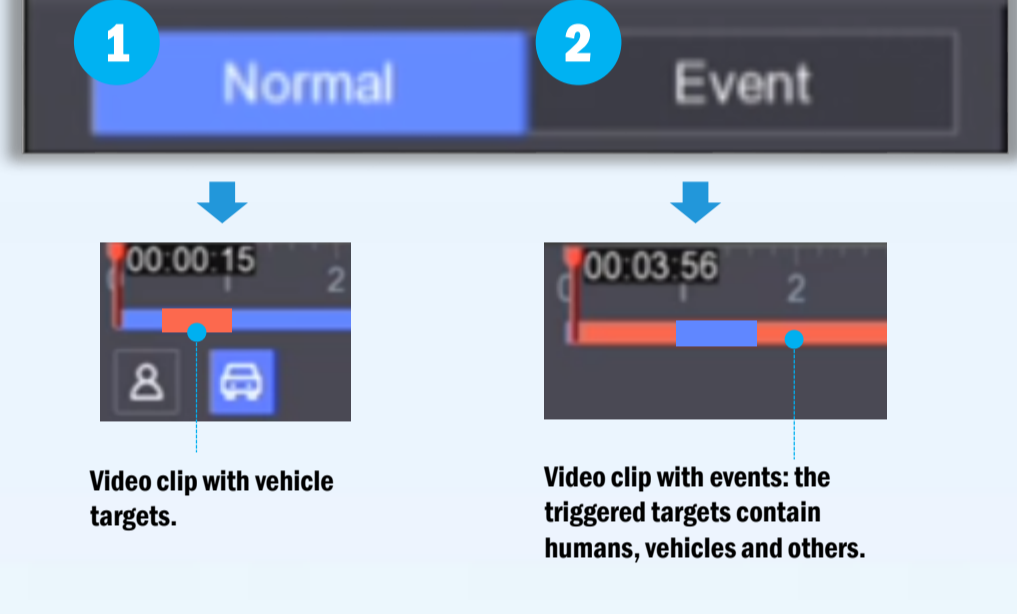 1
2
Normal
Event
00:00:15
2
00:03:56
2
Video clip with vehicle
targets.
Video clip with events: the
triggered targets contain
humans, vehicles and others.